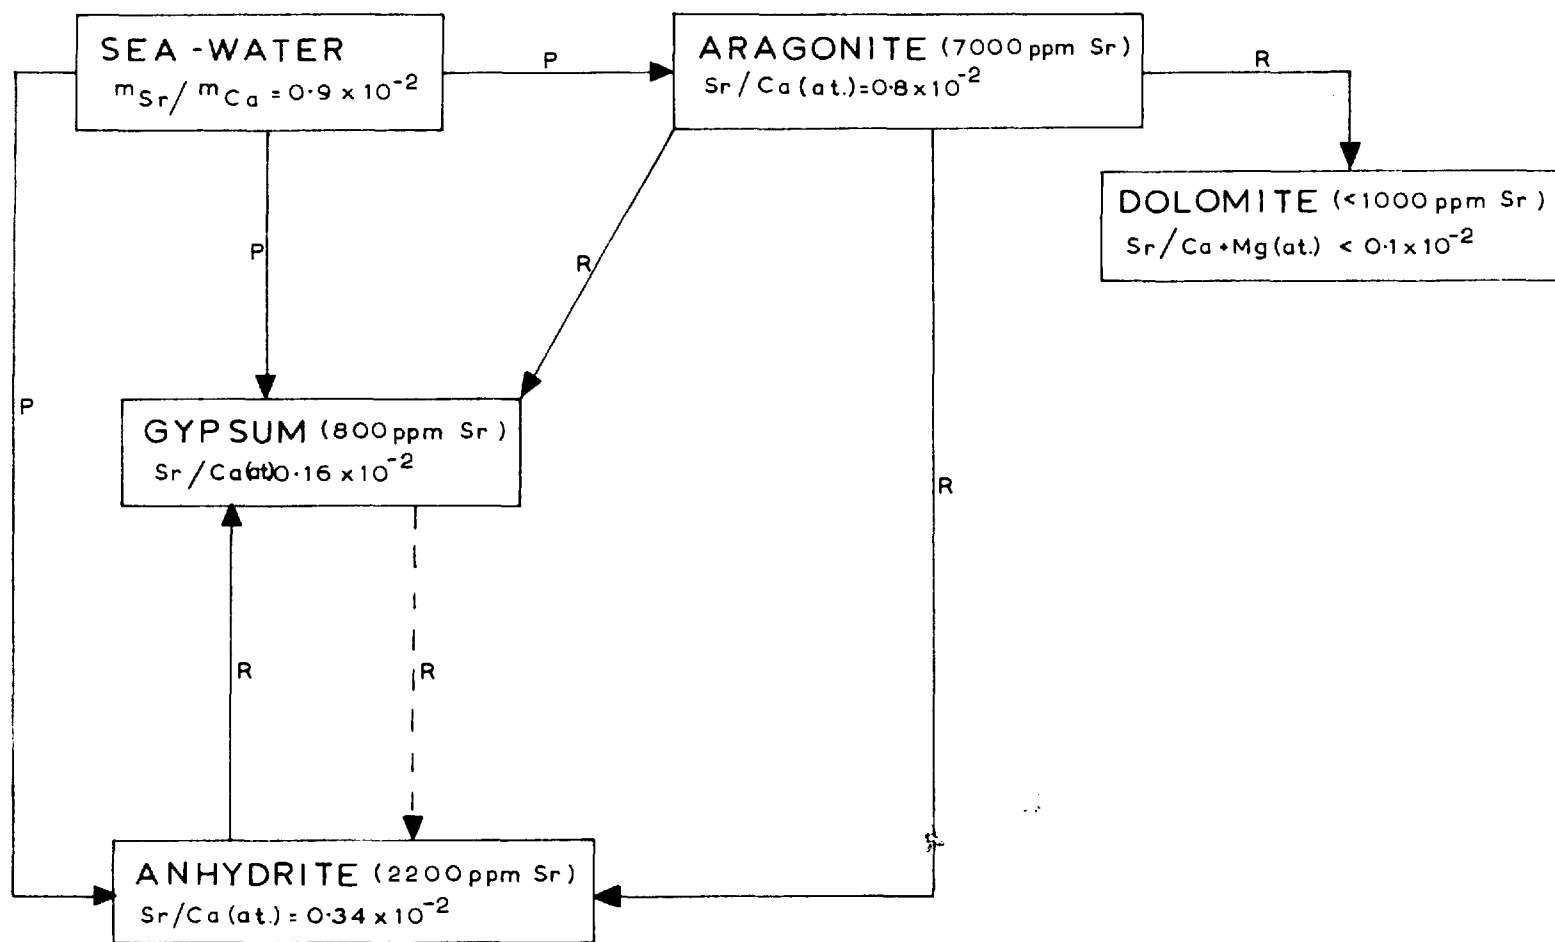 SEA-WATER
mSr/mCa = 0·9 x 10⁻²
P
ARAGONITE (7000 ppm Sr)
Sr/Ca (at.) = 0·8 x 10⁻²
R
DOLOMITE (<1000 ppm Sr)
Sr/Ca+Mg (at.) < 0·1 x 10⁻²
P
R
P
GYPSUM (800 ppm Sr)
Sr/Ca(at) 0·16 x 10⁻²
R
R
R
ANHYDRITE (2200 ppm Sr)
Sr/Ca (at.) = 0·34 x 10⁻²